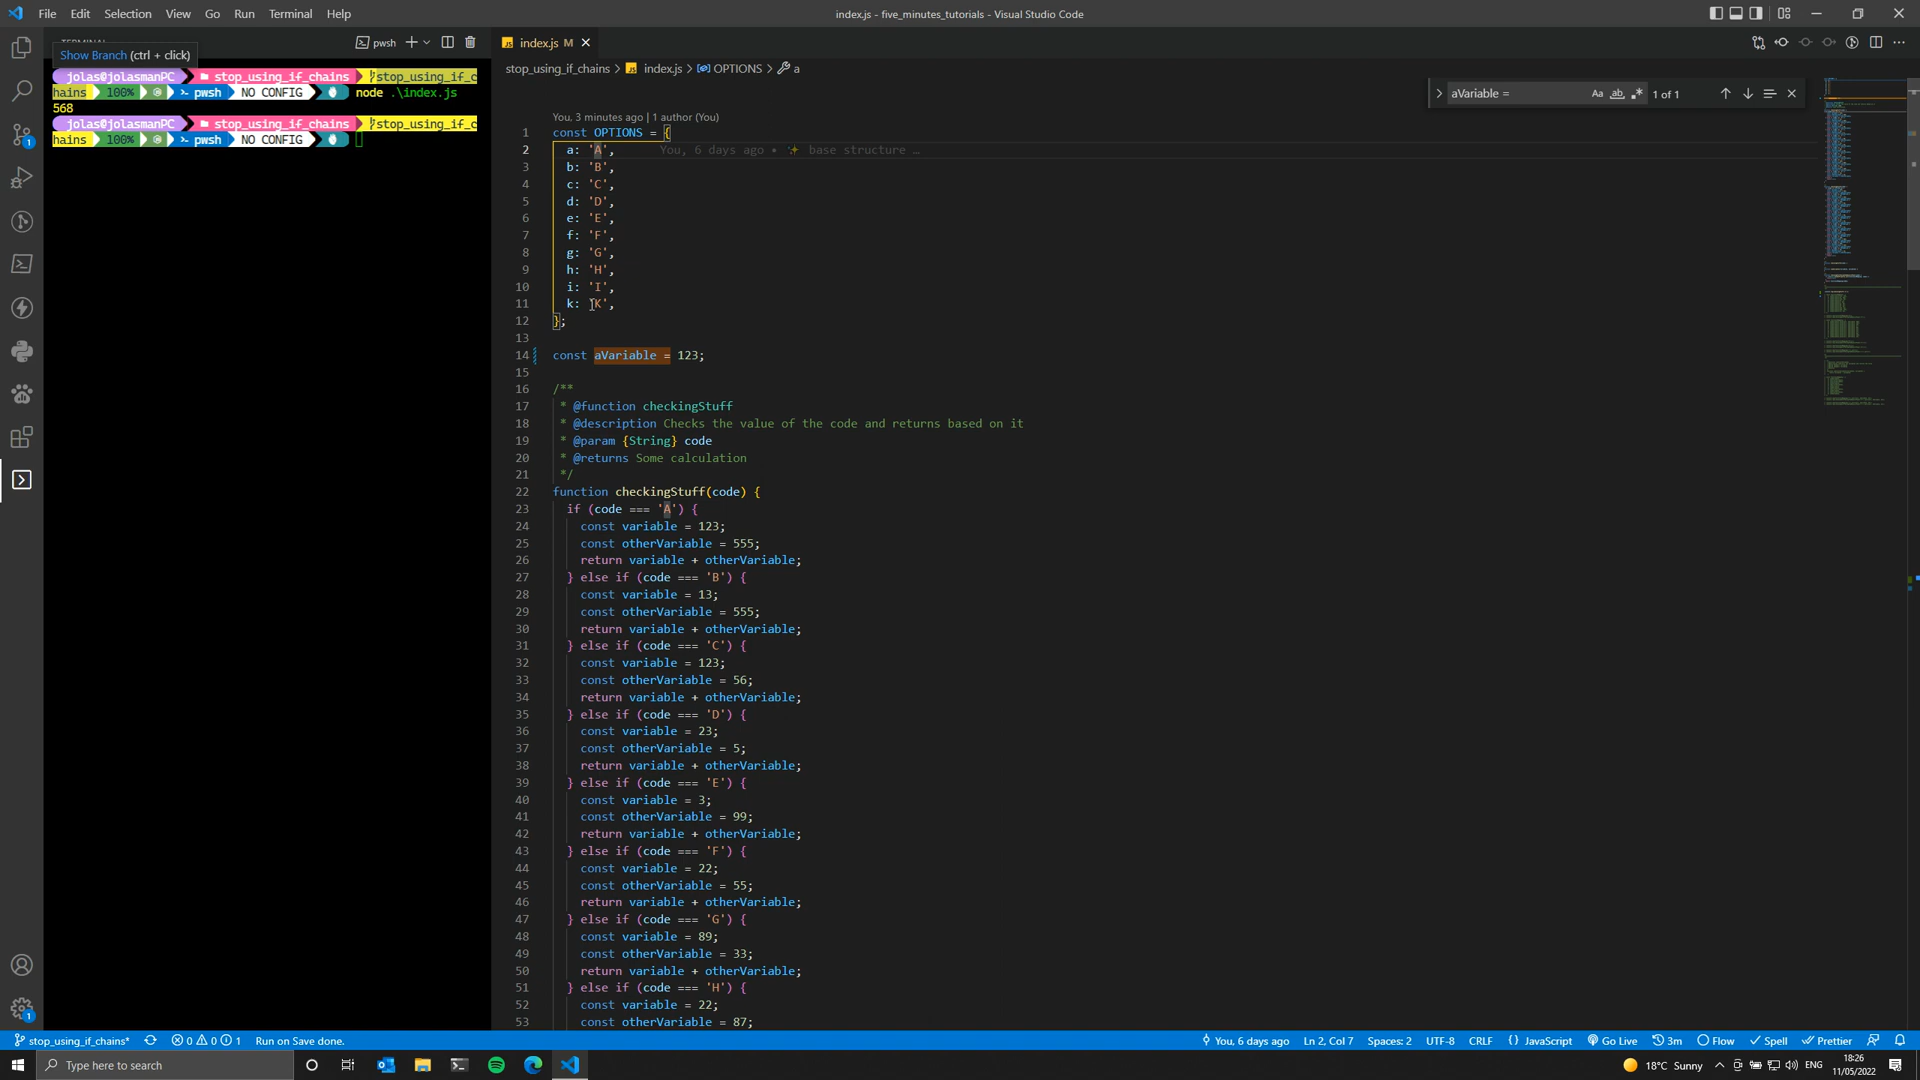 File Edit Selection View Go Run Terminal Help
index.js - five_minutes_tutorials - Visual Studio Code
pwsh
Show Branch (ctrl + click)
jolas@jolasmanPC stop_using_if_chains stop_using_if_c
hains 100% pwsh NO CONFIG node .\index.js
568
jolas@jolasmanPC stop_using_if_chains stop_using_if_c
hains 100% pwsh NO CONFIG
index.js M
stop_using_if_chains > index.js > OPTIONS > a
aVariable =
Aa ab 1 of 1
You, 3 minutes ago | 1 author (You)
1 const OPTIONS = {
2 a: 'A', You, 6 days ago • ✨ base structure …
3 b: 'B',
4 c: 'C',
5 d: 'D',
6 e: 'E',
7 f: 'F',
8 g: 'G',
9 h: 'H',
10 i: 'I',
11 k: 'K',
12 };
13
14 const aVariable = 123;
15
16 /**
17 * @function checkingStuff
18 * @description Checks the value of the code and returns based on it
19 * @param {String} code
20 * @returns Some calculation
21 */
22 function checkingStuff(code) {
23 if (code === 'A') {
24 const variable = 123;
25 const otherVariable = 555;
26 return variable + otherVariable;
27 } else if (code === 'B') {
28 const variable = 13;
29 const otherVariable = 555;
30 return variable + otherVariable;
31 } else if (code === 'C') {
32 const variable = 123;
33 const otherVariable = 56;
34 return variable + otherVariable;
35 } else if (code === 'D') {
36 const variable = 23;
37 const otherVariable = 5;
38 return variable + otherVariable;
39 } else if (code === 'E') {
40 const variable = 3;
41 const otherVariable = 99;
42 return variable + otherVariable;
43 } else if (code === 'F') {
44 const variable = 22;
45 const otherVariable = 55;
46 return variable + otherVariable;
47 } else if (code === 'G') {
48 const variable = 89;
49 const otherVariable = 33;
50 return variable + otherVariable;
51 } else if (code === 'H') {
52 const variable = 22;
53 const otherVariable = 87;
stop_using_if_chains* 0 0 1 Run on Save done.
You, 6 days ago Ln 2, Col 7 Spaces: 2 UTF-8 CRLF JavaScript Go Live 3m Flow Spell Prettier
Type here to search
18°C Sunny ENG
18:26
11/05/2022